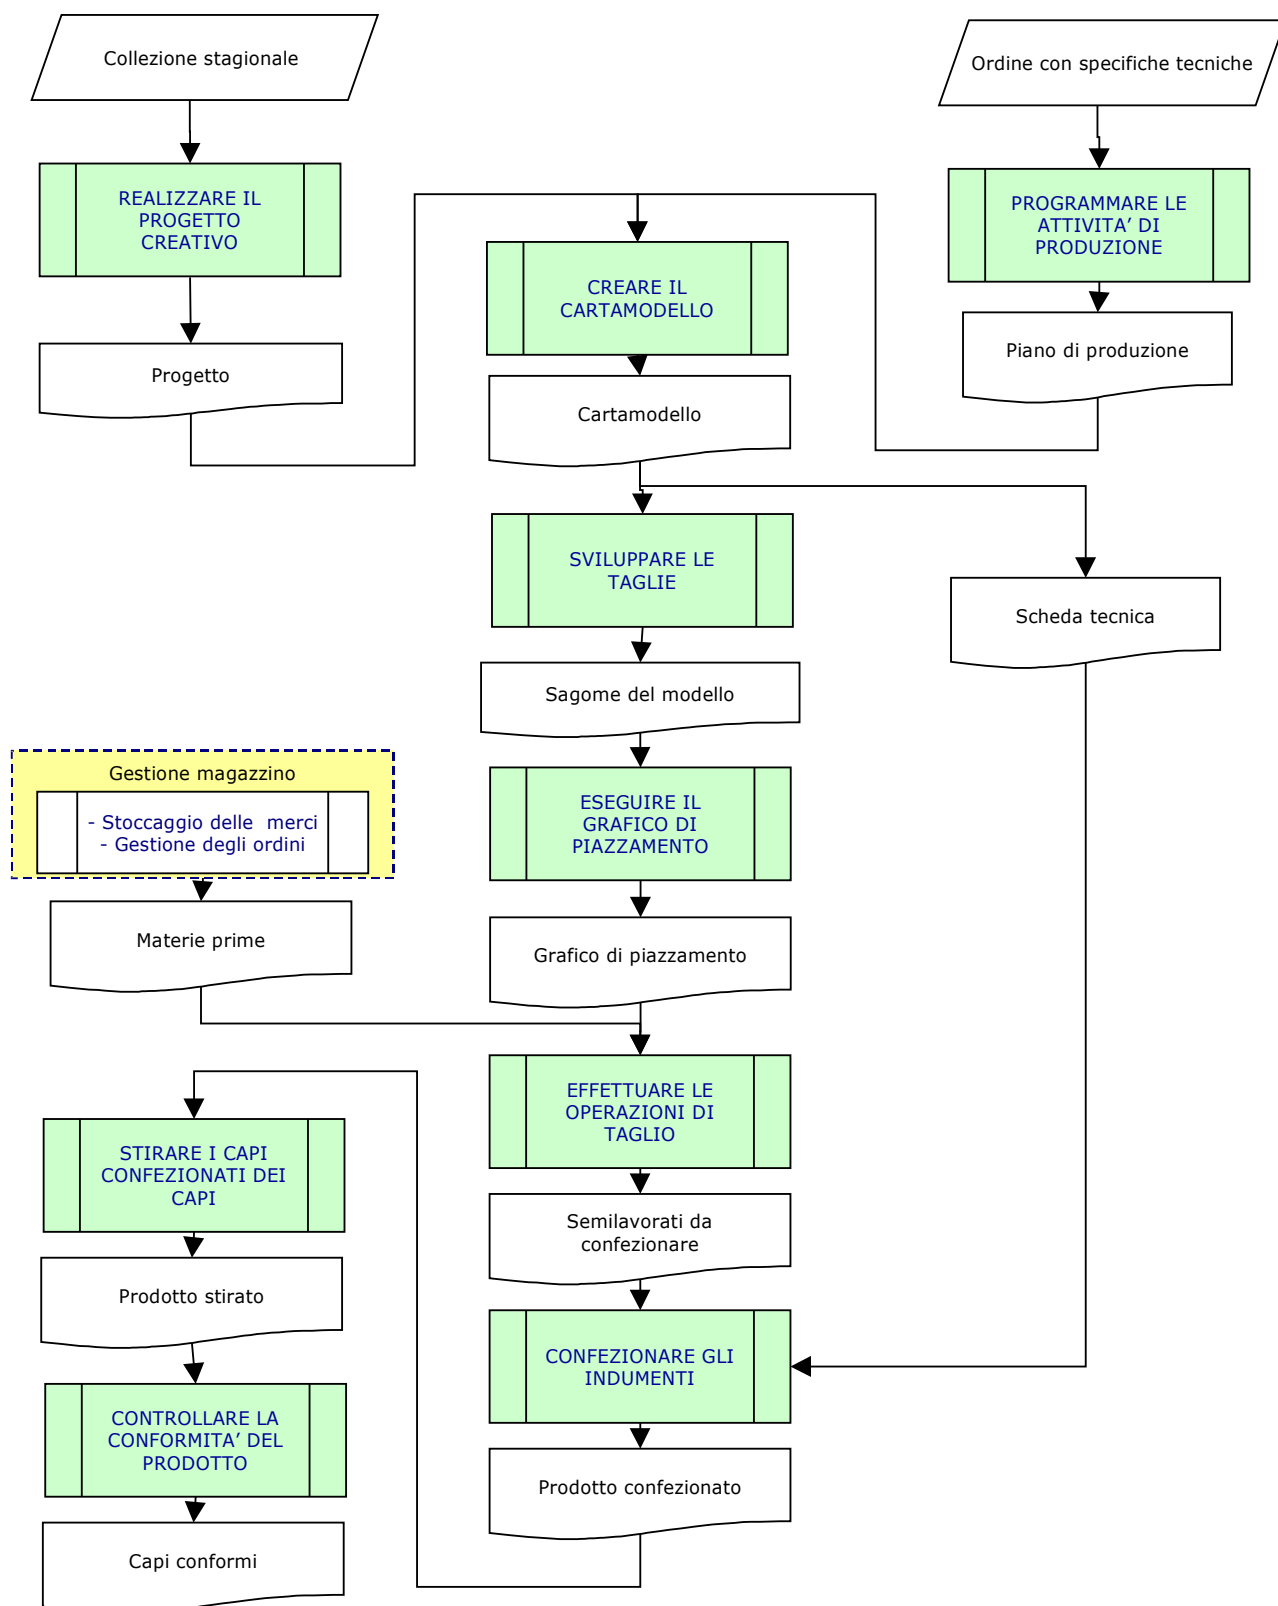 Collezione stagionale
Ordine con specifiche tecniche
REALIZZARE IL
PROGETTO
CREATIVO
PROGRAMMARE LE
ATTIVITA’ DI
PRODUZIONE
CREARE IL
CARTAMODELLO
Progetto
Piano di produzione
Cartamodello
SVILUPPARE LE
TAGLIE
Scheda tecnica
Sagome del modello
Gestione magazzino
- Stoccaggio delle  merci
- Gestione degli ordini
ESEGUIRE IL
GRAFICO DI
PIAZZAMENTO
Materie prime
Grafico di piazzamento
EFFETTUARE LE
OPERAZIONI DI
TAGLIO
STIRARE I CAPI
CONFEZIONATI DEI
CAPI
Semilavorati da
confezionare
Prodotto stirato
CONFEZIONARE GLI
INDUMENTI
CONTROLLARE LA
CONFORMITA’ DEL
PRODOTTO
Prodotto confezionato
Capi conformi